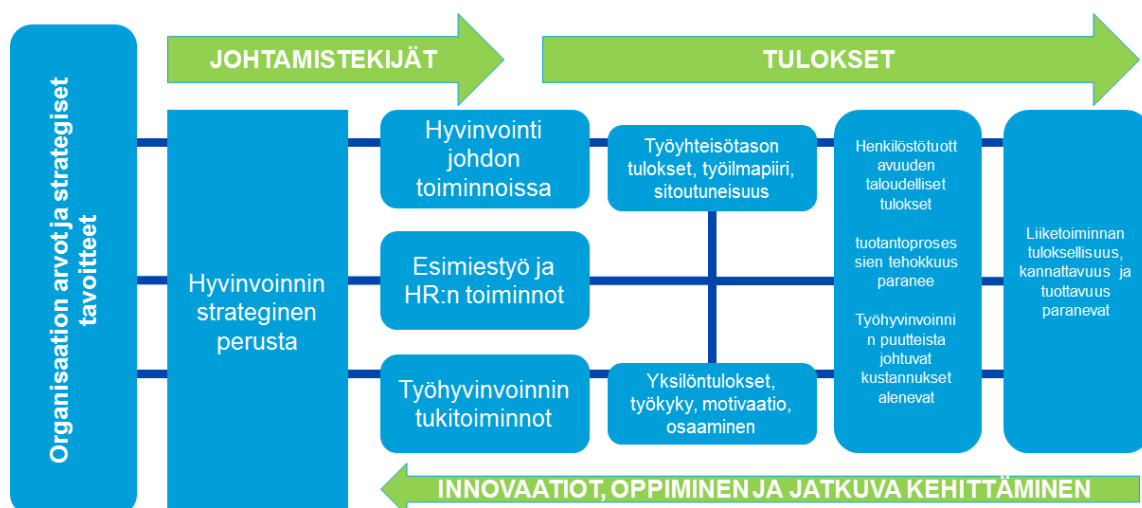 Organisaation arvot ja strategiset
tavoitteet
JOHTAMISTEKIJÄT
TULOKSET
Hyvinvoinnin
strateginen
perusta
Hyvinvointi
johdon
toiminnoissa
Esimiestyö ja
HR:n toiminnot
Työhyvinvoinnin
tukitoiminnot
Työyhteisötason
tulokset, työilmapiiri,
sitoutuneisuus
Yksilöntulokset,
työkyky, motivaatio,
osaaminen
Henkilöstötuott
avuuden
taloudelliset
tulokset
tuotantoproses
sien tehokkuus
paranee
Työhyvinvoinni
n puutteista
johtuvat
kustannukset
alenevat
Liiketoiminnan
tuloksellisuus,
kannattavuus ja
tuottavuus
paranevat
INNOVAATIOT, OPPIMINEN JA JATKUVA KEHITTÄMINEN